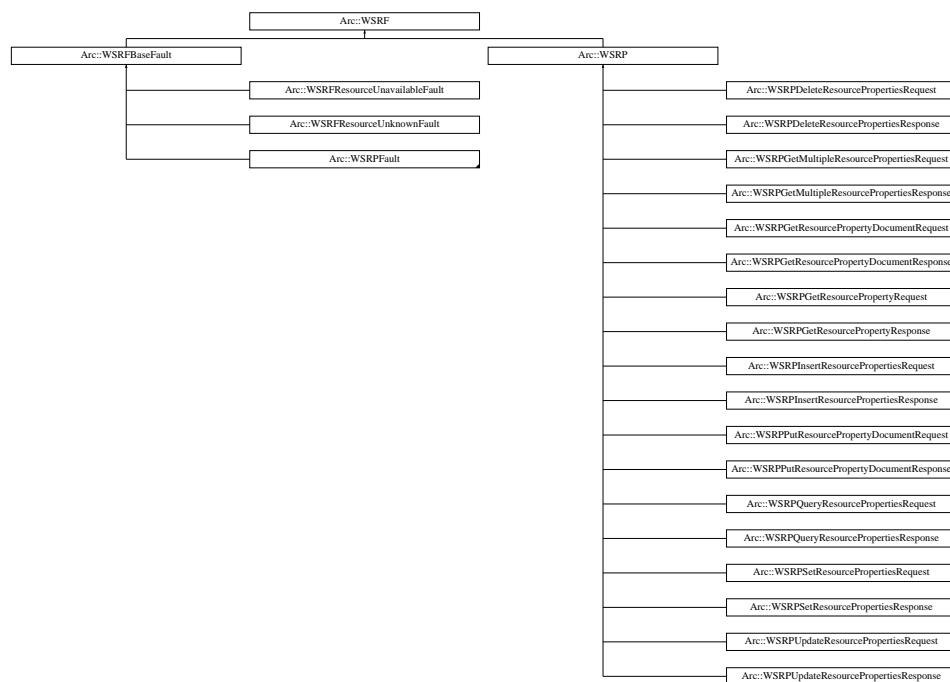 Arc::WSRF
Arc::WSRFBaseFault
Arc::WSRP
Arc::WSRFResourceUnavailableFault
Arc::WSRPDeleteResourcePropertiesRequest
Arc::WSRFResourceUnknownFault
Arc::WSRPDeleteResourcePropertiesResponse
Arc::WSRPFault
Arc::WSRPGetMultipleResourcePropertiesRequest
Arc::WSRPGetMultipleResourcePropertiesResponse
Arc::WSRPGetResourcePropertyDocumentRequest
Arc::WSRPGetResourcePropertyDocumentResponse
Arc::WSRPGetResourcePropertyRequest
Arc::WSRPGetResourcePropertyResponse
Arc::WSRPInsertResourcePropertiesRequest
Arc::WSRPInsertResourcePropertiesResponse
Arc::WSRPPutResourcePropertyDocumentRequest
Arc::WSRPPutResourcePropertyDocumentResponse
Arc::WSRPQueryResourcePropertiesRequest
Arc::WSRPQueryResourcePropertiesResponse
Arc::WSRPSetResourcePropertiesRequest
Arc::WSRPSetResourcePropertiesResponse
Arc::WSRPUpdateResourcePropertiesRequest
Arc::WSRPUpdateResourcePropertiesResponse